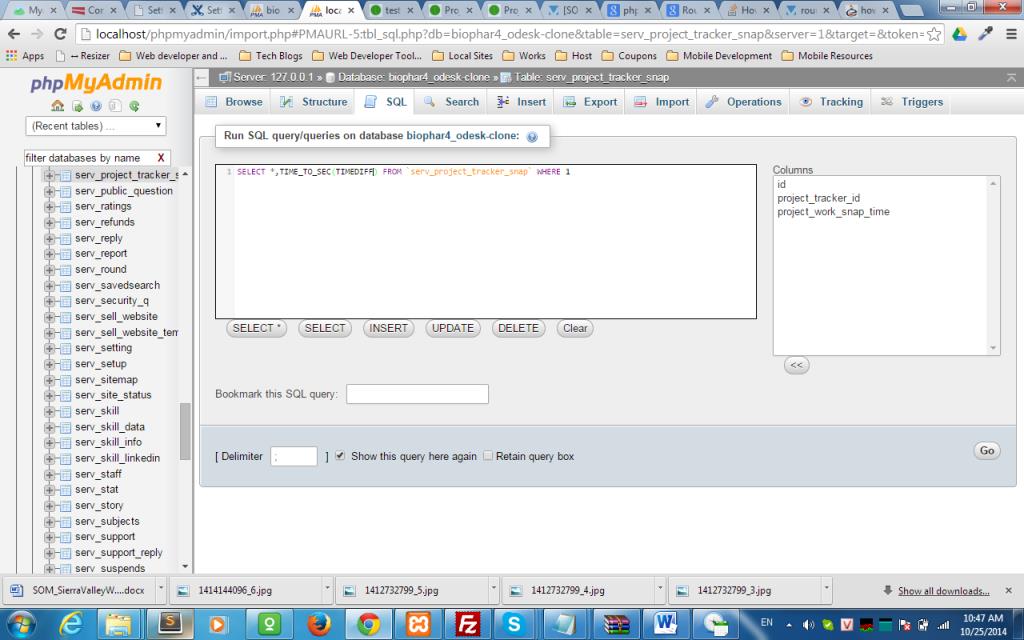 My
Con
Set
Set
bio
loca
test
Pro
Pro
[SO
php
Rou
Ho
rou
hov
localhost/phpmyadmin/import.php#PMAURL-5:tbl_sql.php?db=biophar4_odesk-clone&table=serv_project_tracker_snap&server=1&target=&token=
Apps
-- Resizer
Web developer and ...
Tech Blogs
Web Developer Tool...
Local Sites
Works
Host
Coupons
Mobile Development
Mobile Resources
phpMyAdmin
Server: 127.0.0.1 » Database: biophar4_odesk-clone » Table: serv_project_tracker_snap
Browse
Structure
SQL
Search
Insert
Export
Import
Operations
Tracking
Triggers
(Recent tables) ...
filter databases by name X
serv_project_tracker_s
serv_public_question
serv_ratings
serv_refunds
serv_reply
serv_report
serv_round
serv_savedsearch
serv_security_q
serv_sell_website
serv_sell_website_tem
serv_setting
serv_setup
serv_sitemap
serv_site_status
serv_skill
serv_skill_data
serv_skill_info
serv_skill_linkedin
serv_staff
serv_stat
serv_story
serv_subjects
serv_support
serv_support_reply
serv_suspends
Run SQL query/queries on database biophar4_odesk-clone:
1 SELECT *,TIME_TO_SEC(TIMEDIFF) FROM `serv_project_tracker_snap` WHERE 1
Columns
id
project_tracker_id
project_work_snap_time
SELECT *
SELECT
INSERT
UPDATE
DELETE
Clear
<<
Bookmark this SQL query:
[ Delimiter ; ] Show this query here again Retain query box
Go
SOM_SierraValleyW....docx
1414144096_6.jpg
1412732799_5.jpg
1412732799_4.jpg
1412732799_3.jpg
Show all downloads...
EN
10:47 AM
10/25/2014